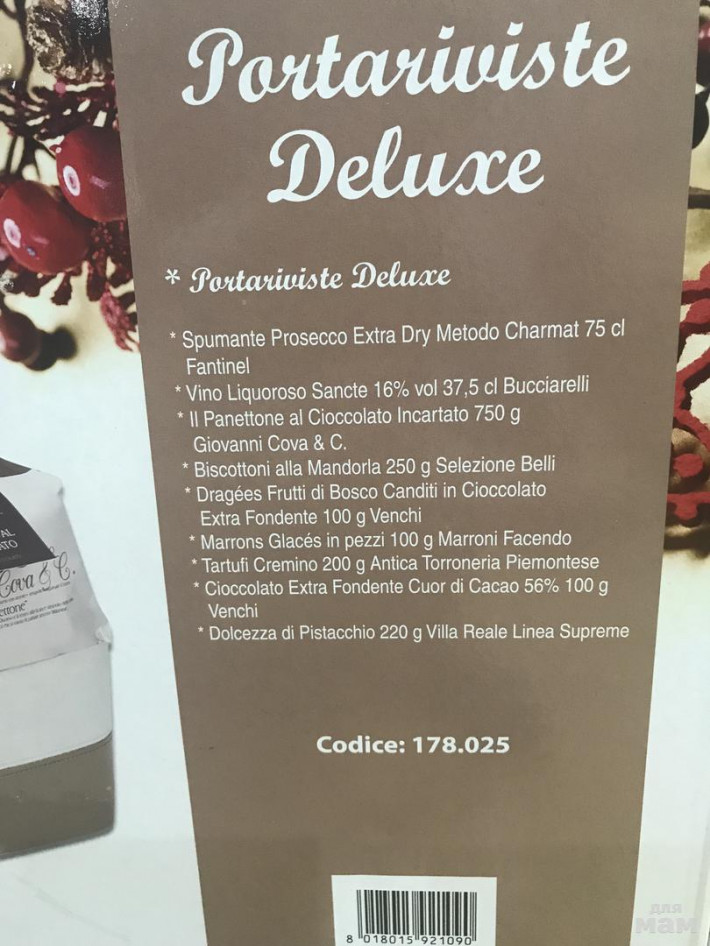 Portariviste
Deluxe
* Portariviste Deluxe
* Spumante Prosecco Extra Dry Metodo Charmat 75 cl
Fantinel
* Vino Liquoroso Sancte 16% vol 37,5 cl Bucciarelli
* Il Panettone al Cioccolato Incartato 750 g
Giovanni Cova & C.
* Biscottoni alla Mandorla 250 g Selezione Belli
* Dragées Frutti di Bosco Canditi in Cioccolato
Extra Fondente 100 g Venchi
* Marrons Glacés in pezzi 100 g Marroni Facendo
* Tartufi Cremino 200 g Antica Torroneria Piemontese
* Cioccolato Extra Fondente Cuor di Cacao 56% 100 g
Venchi
* Dolcezza di Pistacchio 220 g Villa Reale Linea Supreme
Codice: 178.025
8 018015 921090
Cova & C.
для
мам